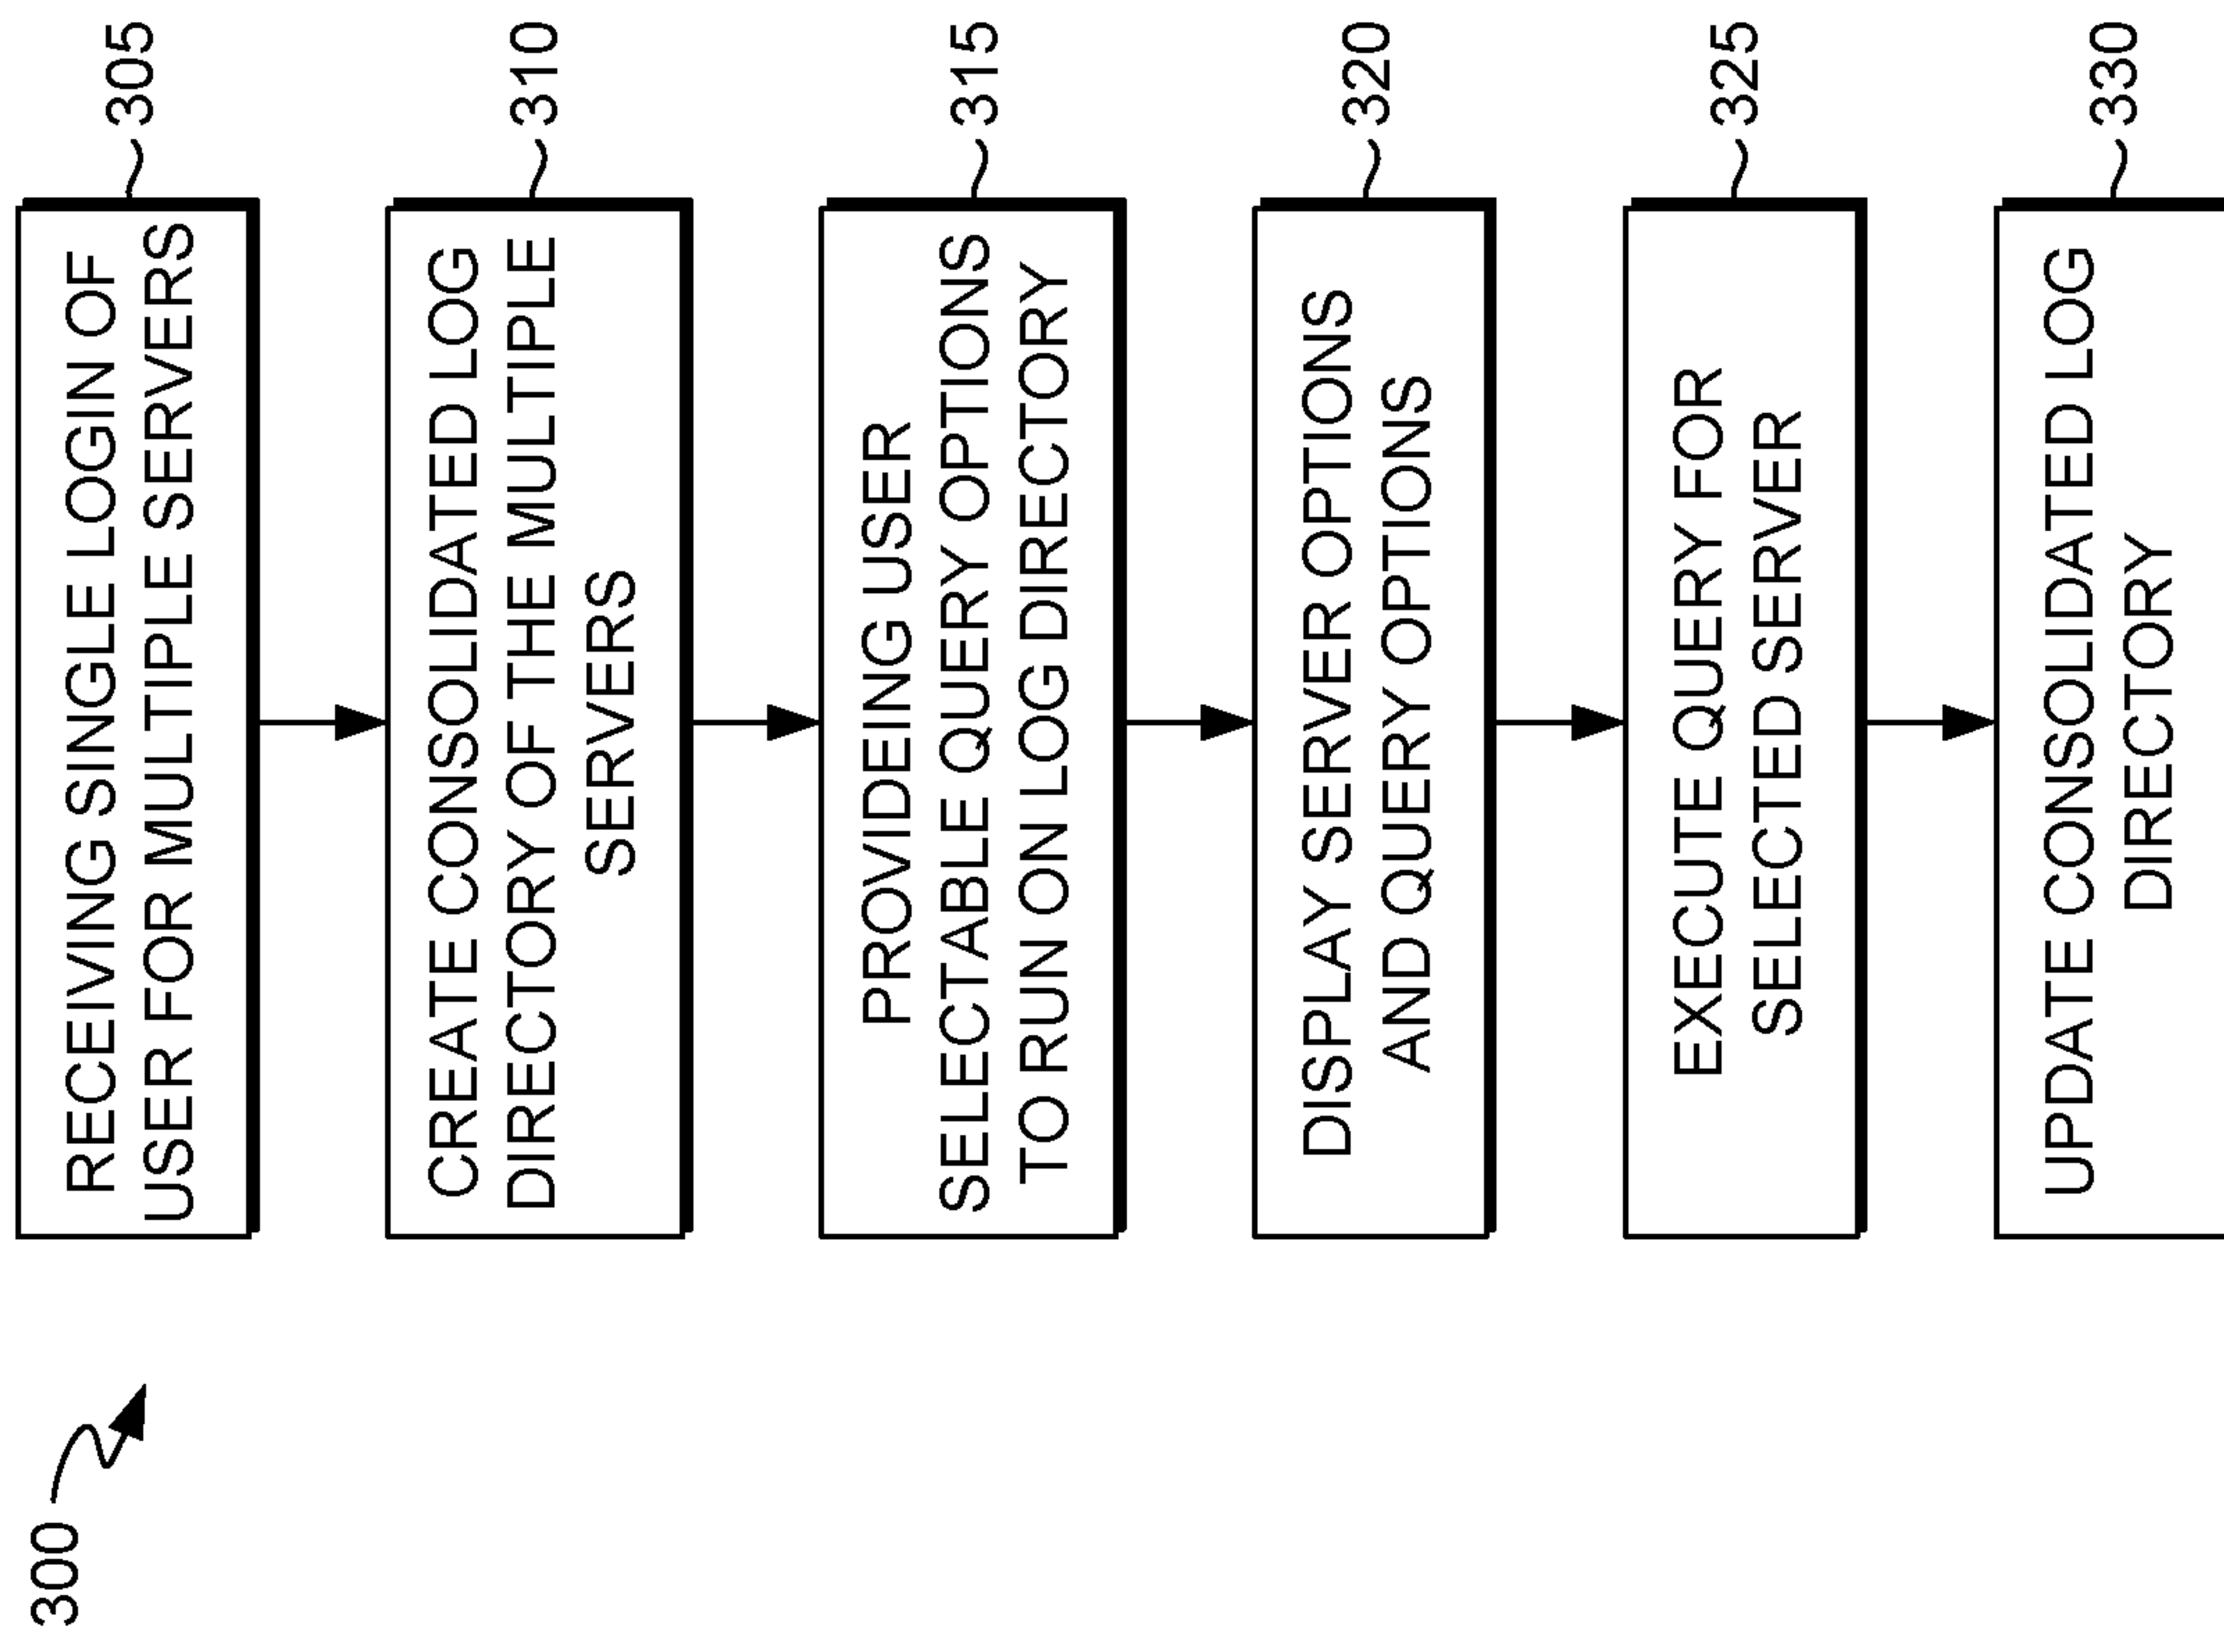 300
RECEIVING SINGLE LOGIN OF
USER FOR MULTIPLE SERVERS
305
CREATE CONSOLIDATED LOG
DIRECTORY OF THE MULTIPLE
SERVERS
310
PROVIDEING USER
SELECTABLE QUERY OPTIONS
TO RUN ON LOG DIRECTORY
315
DISPLAY SERVER OPTIONS
AND QUERY OPTIONS
320
EXECUTE QUERY FOR
SELECTED SERVER
325
UPDATE CONSOLIDATED LOG
DIRECTORY
330